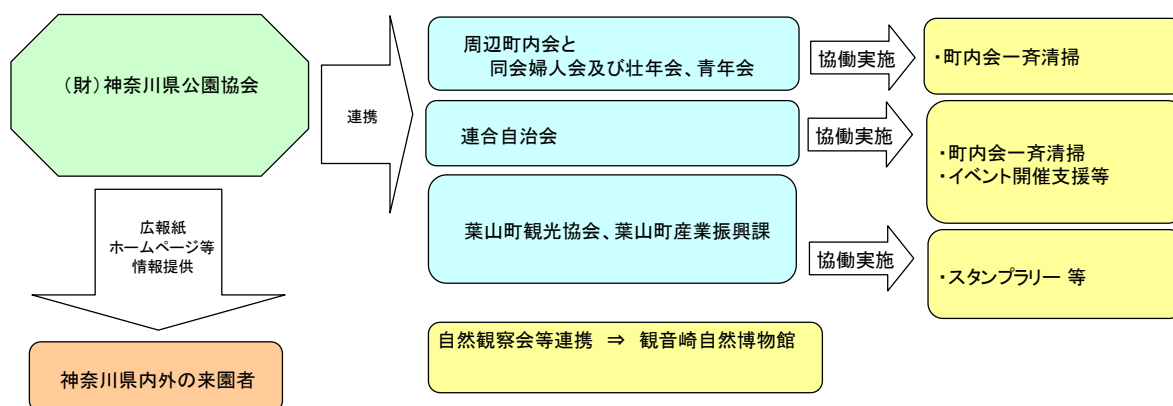 （財）神奈川県公園協会
連携
周辺町内会と
同会婦人会及び壮年会、青年会
協働実施
・町内会一斉清掃
連合自治会
協働実施
・町内会一斉清掃
・イベント開催支援等
葉山町観光協会、葉山町産業振興課
協働実施
・スタンプラリー 等
広報紙
ホームページ等
情報提供
神奈川県内外の来園者
自然観察会等連携 ⇒ 観音崎自然博物館